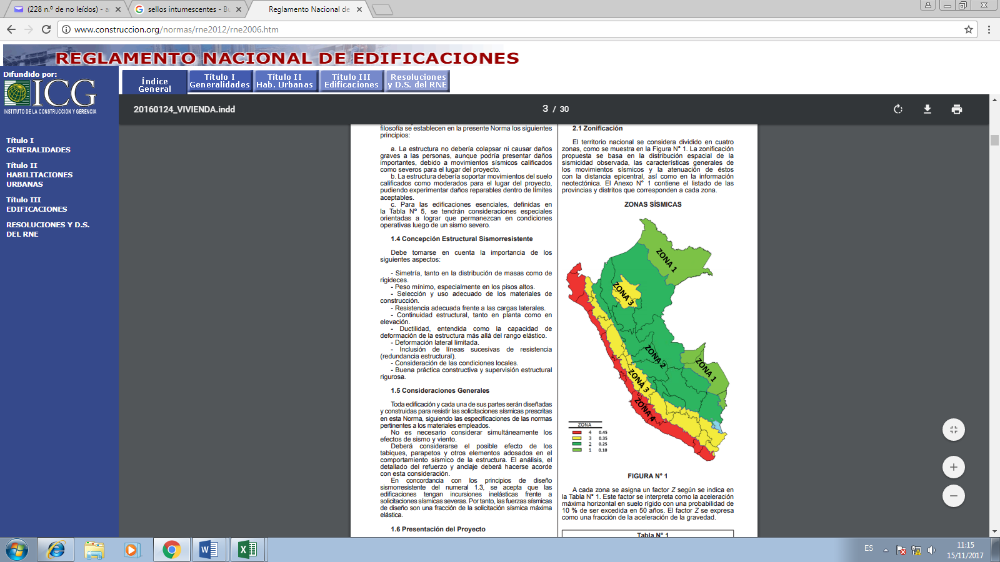 (228 n.º de no leídos) - a
sellos intumescentes - Bu
Reglamento Nacional de
www.construccion.org/normas/rne2012/rne2006.htm
REGLAMENTO NACIONAL DE EDIFICACIONES
Difundido por:
ICG
INSTITUTO DE LA CONSTRUCCION Y GERENCIA
Índice
General
Título I
Generalidades
Título II
Hab. Urbanas
Título III
Edificaciones
Resoluciones
y D.S. del RNE
Título I
GENERALIDADES
Título II
HABILITACIONES
URBANAS
Título III
EDIFICACIONES
RESOLUCIONES Y D.S.
DEL RNE
20160124_VIVIENDA.indd
3 / 30
filosofía se establecen en la presente Norma los siguientes
principios:
a. La estructura no debería colapsar ni causar daños
graves a las personas, aunque podría presentar daños
importantes, debido a movimientos sísmicos calificados
como severos para el lugar del proyecto.
b. La estructura debería soportar movimientos del suelo
calificados como moderados para el lugar del proyecto,
pudiendo experimentar daños reparables dentro de límites
aceptables.
c. Para las edificaciones esenciales, definidas en
la Tabla Nº 5, se tendrán consideraciones especiales
orientadas a lograr que permanezcan en condiciones
operativas luego de un sismo severo.
1.4 Concepción Estructural Sismorresistente
Debe tomarse en cuenta la importancia de los
siguientes aspectos:
- Simetría, tanto en la distribución de masas como de
rigideces.
- Peso mínimo, especialmente en los pisos altos.
- Selección y uso adecuado de los materiales de
construcción.
- Resistencia adecuada frente a las cargas laterales.
- Continuidad estructural, tanto en planta como en
elevación.
- Ductilidad, entendida como la capacidad de
deformación de la estructura más allá del rango elástico.
- Deformación lateral limitada.
- Inclusión de líneas sucesivas de resistencia
(redundancia estructural).
- Consideración de las condiciones locales.
- Buena práctica constructiva y supervisión estructural
rigurosa.
1.5 Consideraciones Generales
Toda edificación y cada una de sus partes serán diseñadas
y construidas para resistir las solicitaciones sísmicas prescritas
en esta Norma, siguiendo las especificaciones de las normas
pertinentes a los materiales empleados.
No es necesario considerar simultáneamente los
efectos de sismo y viento.
Deberá considerarse el posible efecto de los
tabiques, parapetos y otros elementos adosados en el
comportamiento sísmico de la estructura. El análisis, el
detallado del refuerzo y anclaje deberá hacerse acorde
con esta consideración.
En concordancia con los principios de diseño
sismorresistente del numeral 1.3, se acepta que las
edificaciones tengan incursiones inelásticas frente a
solicitaciones sísmicas severas. Por tanto, las fuerzas sísmicas
de diseño son una fracción de la solicitación sísmica máxima
elástica.
1.6 Presentación del Proyecto
2.1 Zonificación
El territorio nacional se considera dividido en cuatro
zonas, como se muestra en la Figura N° 1. La zonificación
propuesta se basa en la distribución espacial de la
sismicidad observada, las características generales de
los movimientos sísmicos y la atenuación de éstos
con la distancia epicentral, así como en la información
neotectónica. El Anexo N° 1 contiene el listado de las
provincias y distritos que corresponden a cada zona.
ZONAS SÍSMICAS
ZONA 1
ZONA 3
ZONA 2
ZONA 1
ZONA 3
ZONA 4
ZONA
4 0.45
3 0.35
2 0.25
1 0.10
FIGURA N° 1
A cada zona se asigna un factor Z según se indica en
la Tabla N° 1. Este factor se interpreta como la aceleración
máxima horizontal en suelo rígido con una probabilidad de
10 % de ser excedida en 50 años. El factor Z se expresa
como una fracción de la aceleración de la gravedad.
Tabla N° 1
ES
11:15
15/11/2017